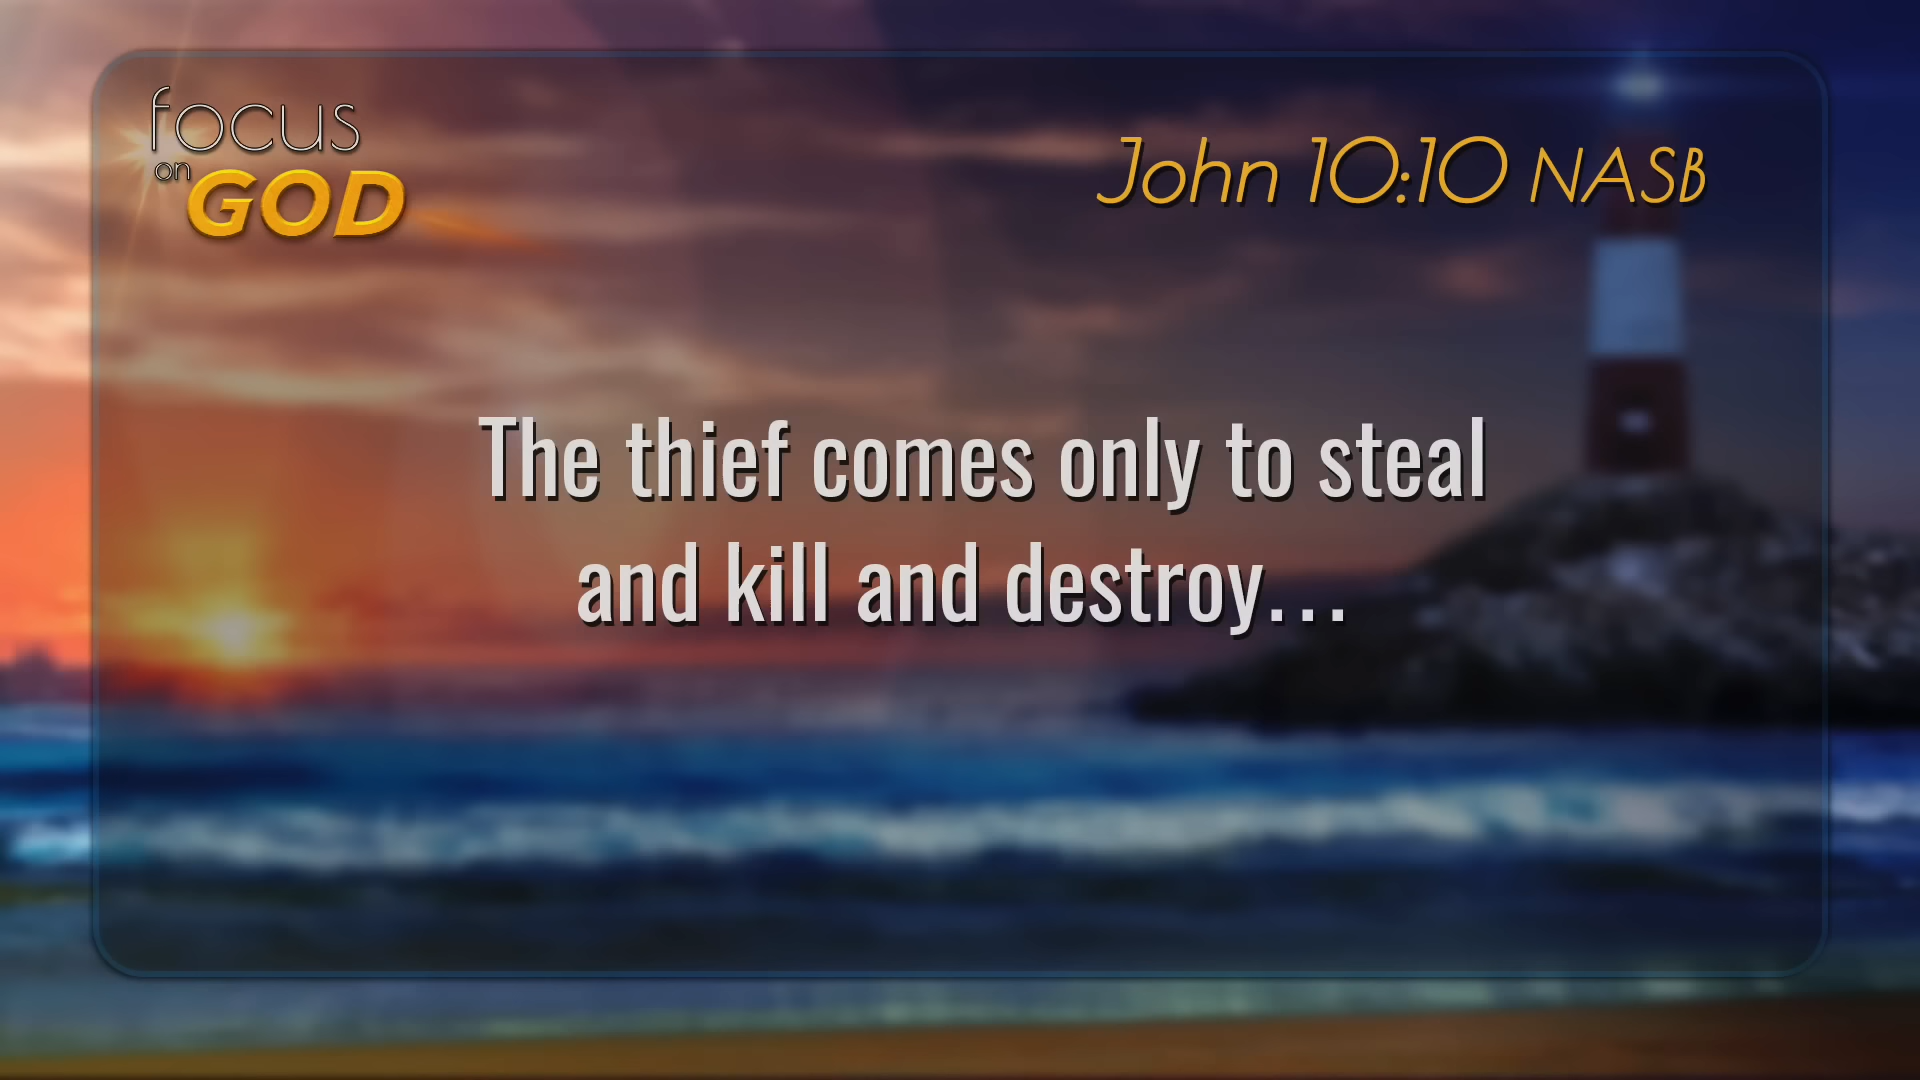 focus
on GOD
John 10:10 NASB
The thief comes only to steal
and kill and destroy…